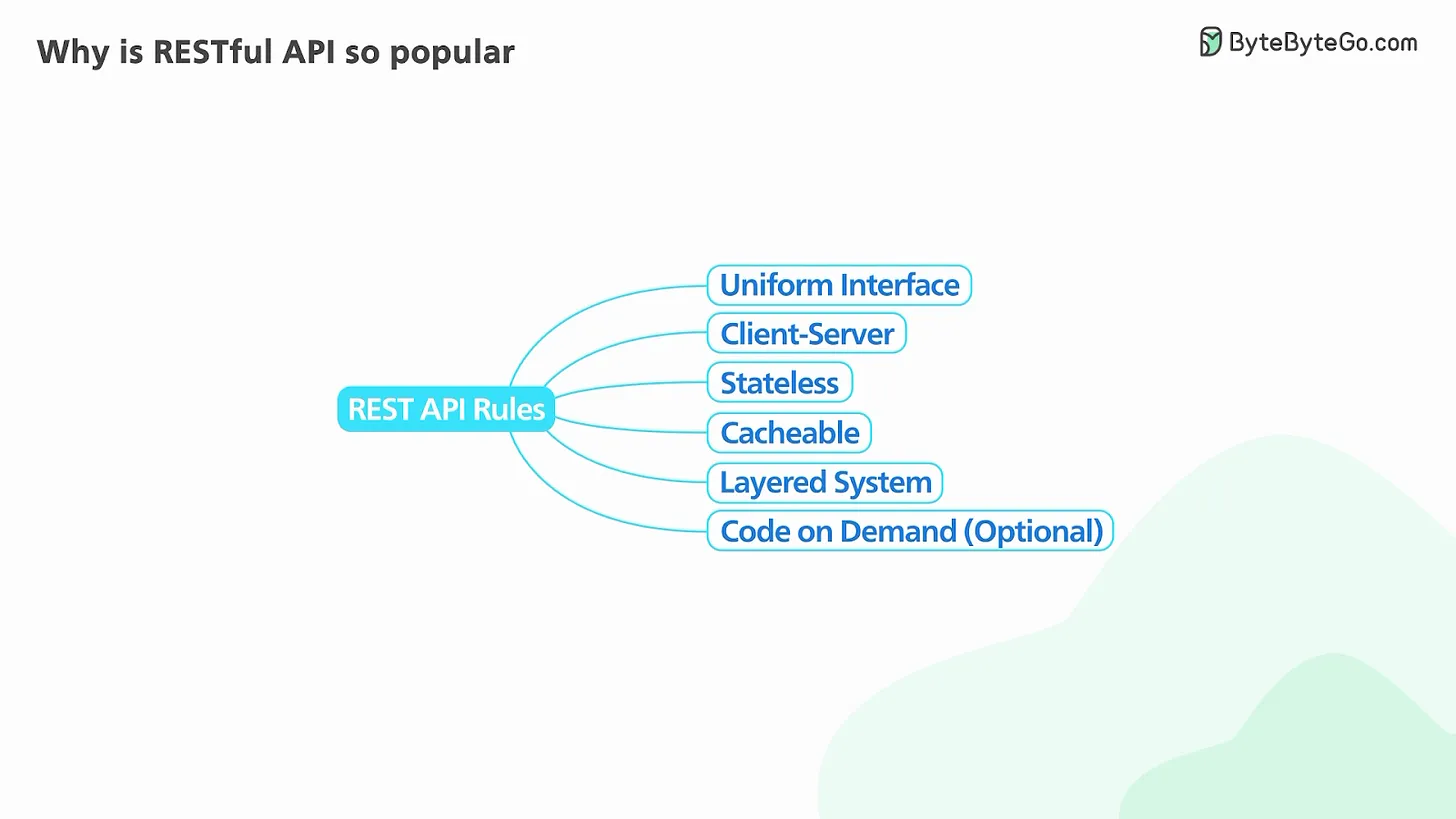 Why is RESTful API so popular
ByteByteGo.com
Uniform Interface
Client-Server
Stateless
REST API Rules
Cacheable
Layered System
Code on Demand (Optional)